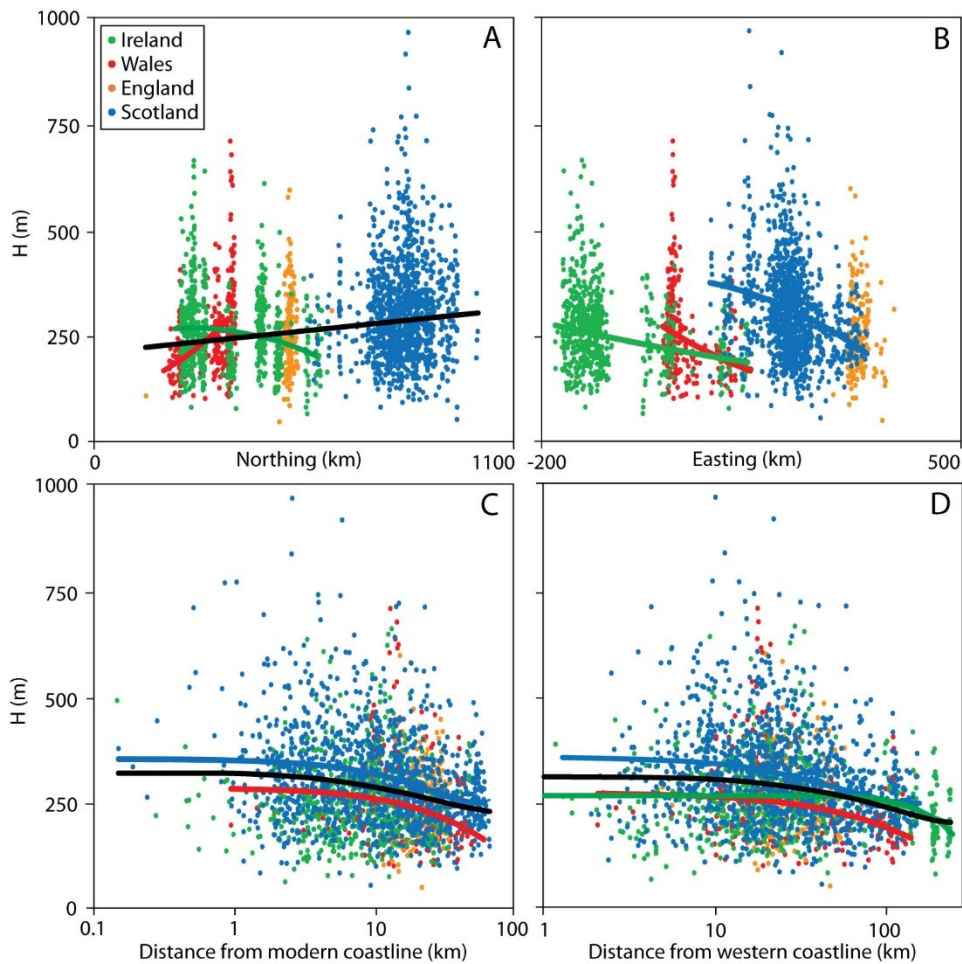 1000
750
500
250
0
H (m)
Ireland
Wales
England
Scotland
A
0
Northing (km)
1100
B
-200
Easting (km)
500
1000
750
500
250
0
H (m)
C
0.1
1
10
100
Distance from modern coastline (km)
D
10
100
Distance from western coastline (km)